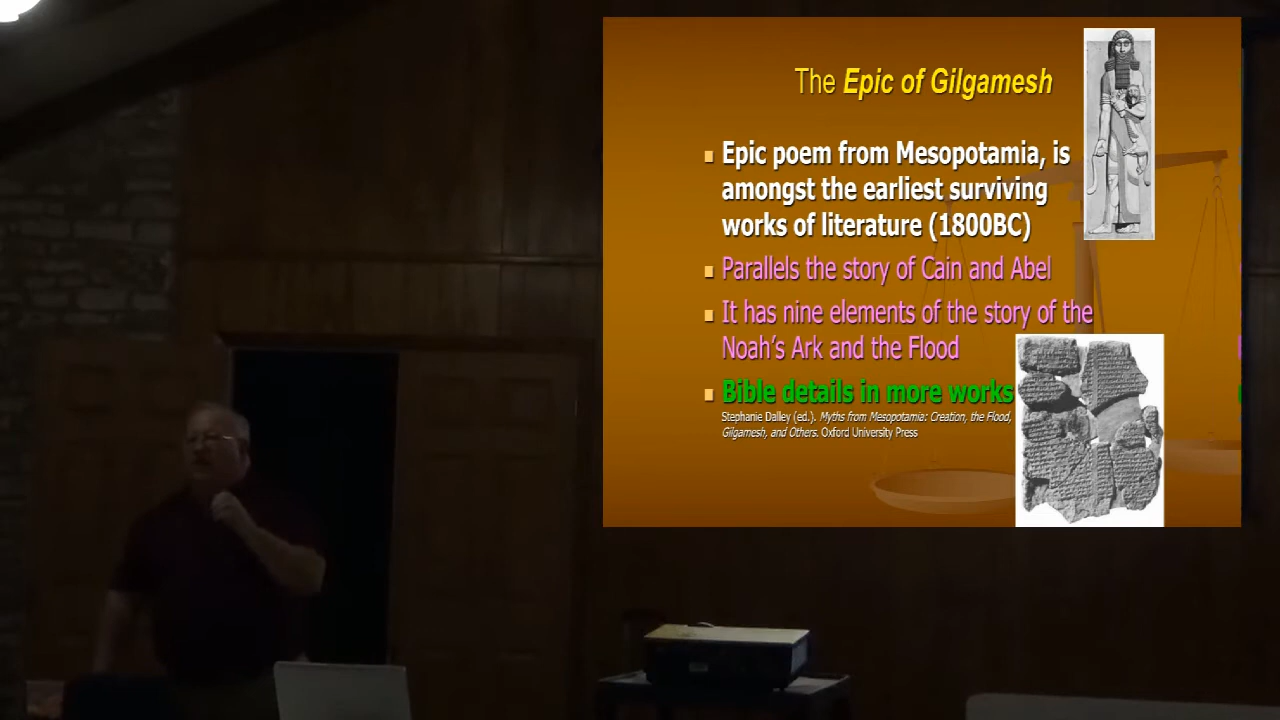 The Epic of Gilgamesh
Epic poem from Mesopotamia, is
amongst the earliest surviving
works of literature (1800BC)
Parallels the story of Cain and Abel
It has nine elements of the story of the
Noah's Ark and the Flood
Bible details in more works
Stephanie Dalley (ed.). Myths from Mesopotamia: Creation, the Flood,
Gilgamesh, and Others. Oxford University Press